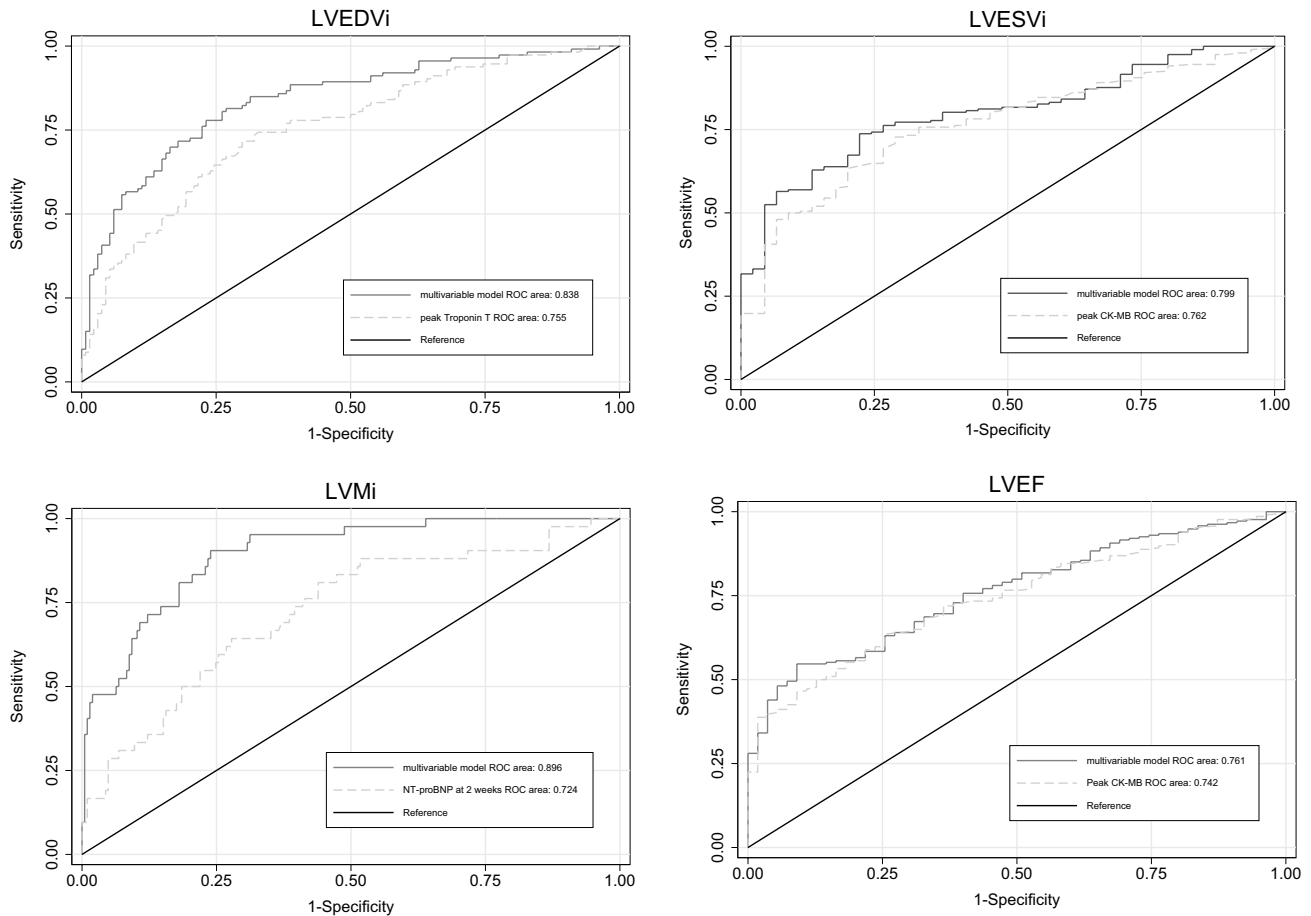 LVEDVi
1.00
0.75
0.50
0.25
0.00
Sensitivity
multivariable model ROC area: 0.838
peak Troponin T ROC area: 0.755
Reference
0.00 0.25 0.50 0.75 1.00
1-Specificity
LVESVi
1.00
0.75
0.50
0.25
0.00
Sensitivity
multivariable model ROC area: 0.799
peak CK-MB ROC area: 0.762
Reference
0.00 0.25 0.50 0.75 1.00
1-Specificity
LVMi
1.00
0.75
0.50
0.25
0.00
Sensitivity
multivariable model ROC area: 0.896
NT-proBNP at 2 weeks ROC area: 0.724
Reference
0.00 0.25 0.50 0.75 1.00
1-Specificity
LVEF
1.00
0.75
0.50
0.25
0.00
Sensitivity
multivariable model ROC area: 0.761
Peak CK-MB ROC area: 0.742
Reference
0.00 0.25 0.50 0.75 1.00
1-Specificity